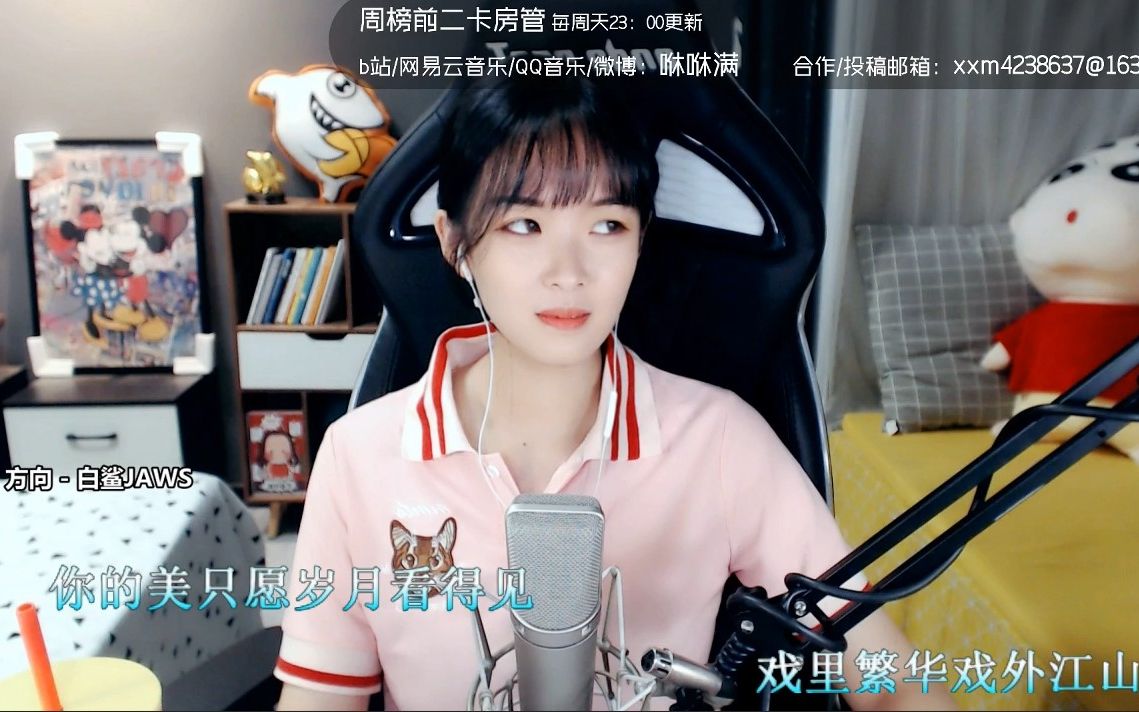 周榜前二卡房管 每周天23：00更新
b站/网易云音乐/QQ音乐/微博：咻咻满 合作/投稿邮箱：xxm4238637@163
方向 - 白鲨JAWS
你的美只愿岁月看得见
戏里繁华戏外江山